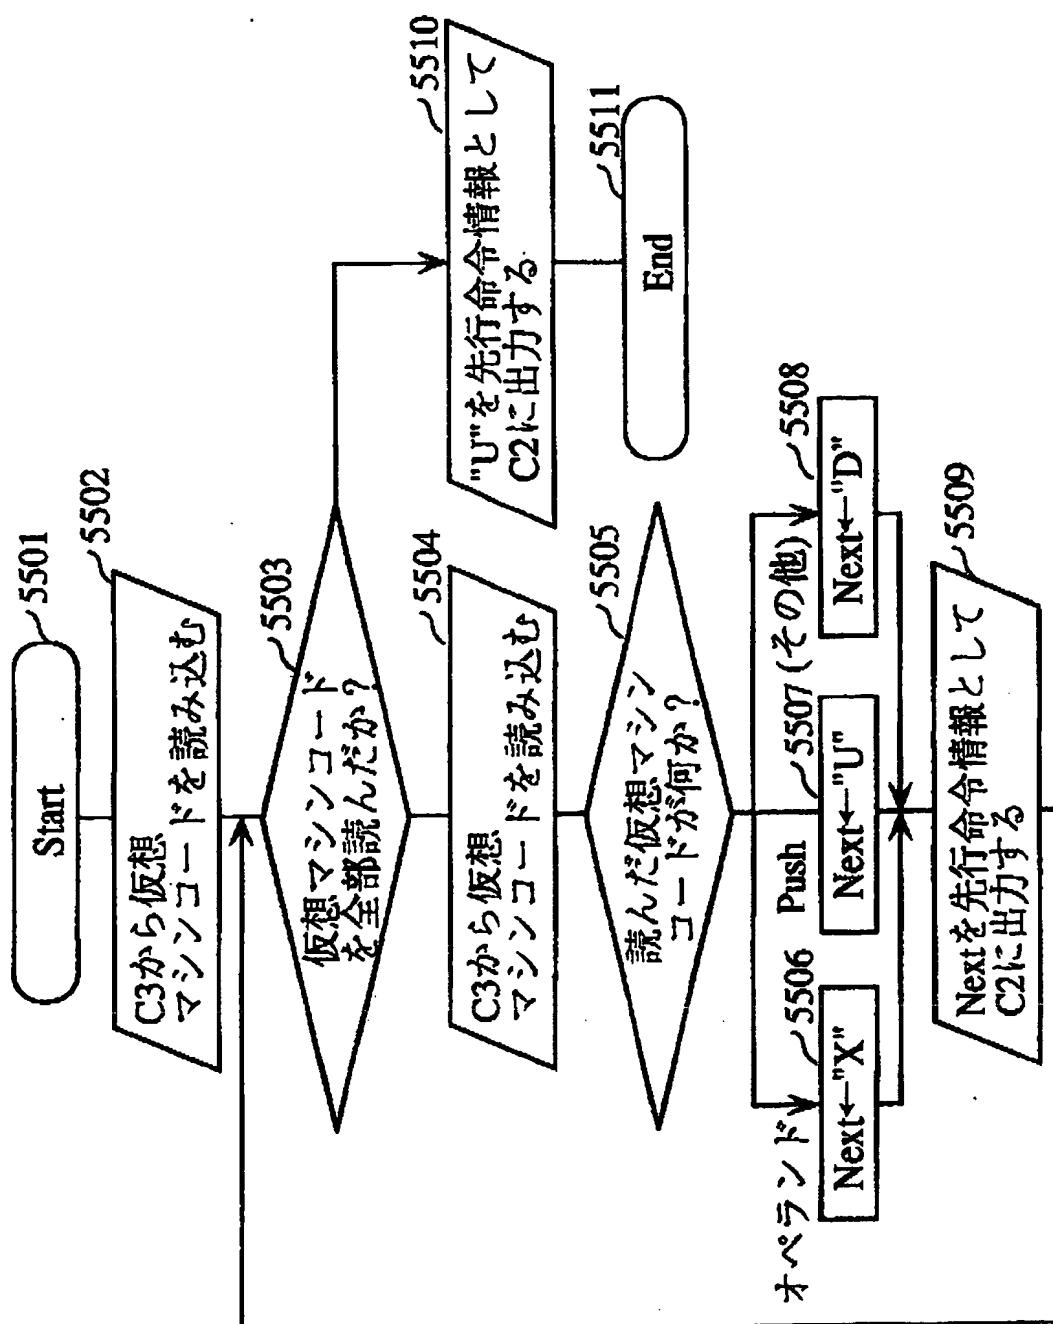 Start
5501
C3から仮想
マシンコードを読み込む
5502
仮想マシンコード
を全部読んだか?
5503
C3から仮想
マシンコードを読み込む
5504
読んだ仮想マシン
コードが何か?
5505
オペランド
5506
Next←"X"
Push
5507
Next←"U"
(その他)
5508
Next←"D"
Nextを先行命令情報として
C2に出力する
5509
"U"を先行命令情報として
C2に出力する
5510
End
5511